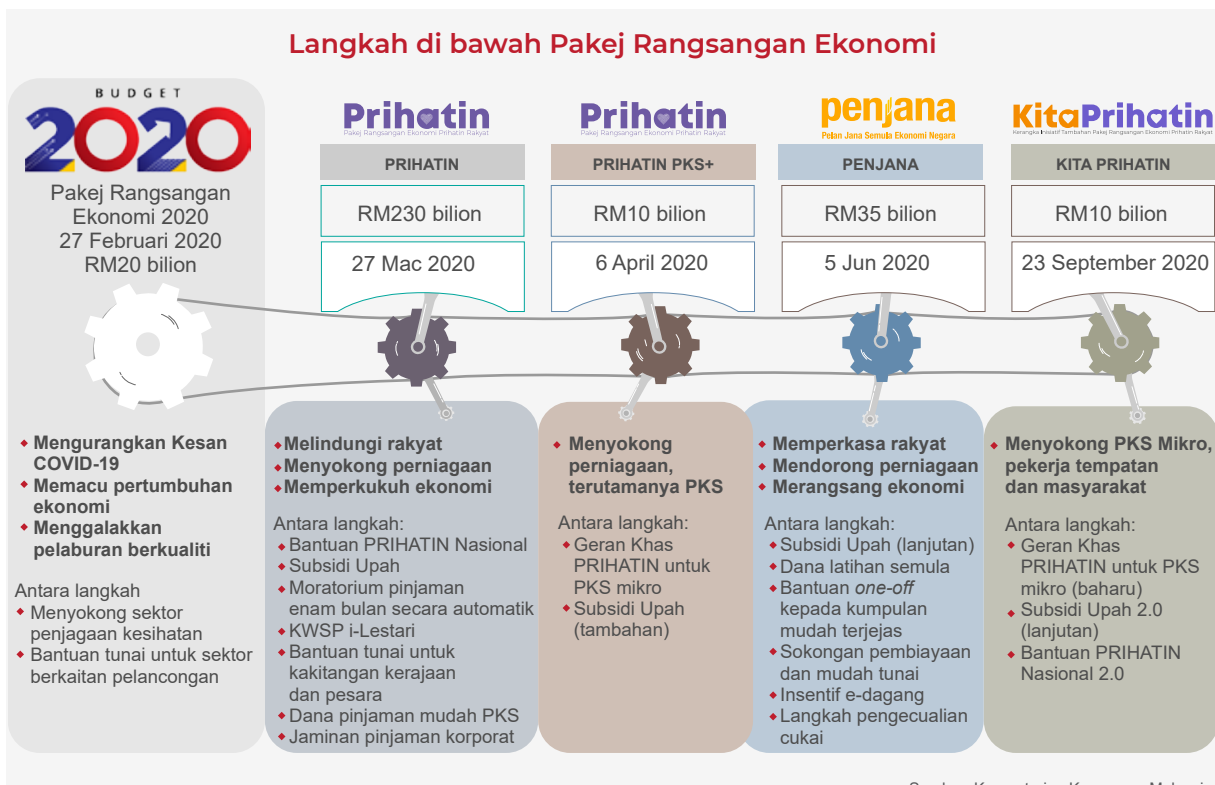 Langkah di bawah Pakej Rangsangan Ekonomi
BUDGET
2020
Pakej Rangsangan
Ekonomi 2020
27 Februari 2020
RM20 bilion
Mengurangkan Kesan
COVID-19
Memacu pertumbuhan
ekonomi
Menggalakkan
pelaburan berkualiti
Antara langkah
Menyokong sektor
penjagaan kesihatan
Bantuan tunai untuk sektor
berkaitan pelancongan
Prihatin
Pakej Rangsangan Ekonomi Prihatin Rakyat
PRIHATIN
RM230 bilion
27 Mac 2020
Melindungi rakyat
Menyokong perniagaan
Memperkukuh ekonomi
Antara langkah:
Bantuan PRIHATIN Nasional
Subsidi Upah
Moratorium pinjaman
enam bulan secara automatik
KWSP i-Lestari
Bantuan tunai untuk
kakitangan kerajaan
dan pesara
Dana pinjaman mudah PKS
Jaminan pinjaman korporat
Prihatin
Pakej Rangsangan Ekonomi Prihatin Rakyat
PRIHATIN PKS+
RM10 bilion
6 April 2020
Menyokong
perniagaan,
terutamanya PKS
Antara langkah:
Geran Khas
PRIHATIN untuk
PKS mikro
Subsidi Upah
(tambahan)
penjana
Pelan Jana Semula Ekonomi Negara
PENJANA
RM35 bilion
5 Jun 2020
Memperkasa rakyat
Mendorong perniagaan
Merangsang ekonomi
Antara langkah:
Subsidi Upah (lanjutan)
Dana latihan semula
Bantuan one-off
kepada kumpulan
mudah terjejas
Sokongan pembiayaan
dan mudah tunai
Insentif e-dagang
Langkah pengecualian
cukai
KitaPrihatin
Kerangka Inisiatif Tambahan Pakej Rangsangan Ekonomi Prihatin Rakyat
KITA PRIHATIN
RM10 bilion
23 September 2020
Menyokong PKS Mikro,
pekerja tempatan
dan masyarakat
Antara langkah:
Geran Khas
PRIHATIN untuk PKS
mikro (baharu)
Subsidi Upah 2.0
(lanjutan)
Bantuan PRIHATIN
Nasional 2.0